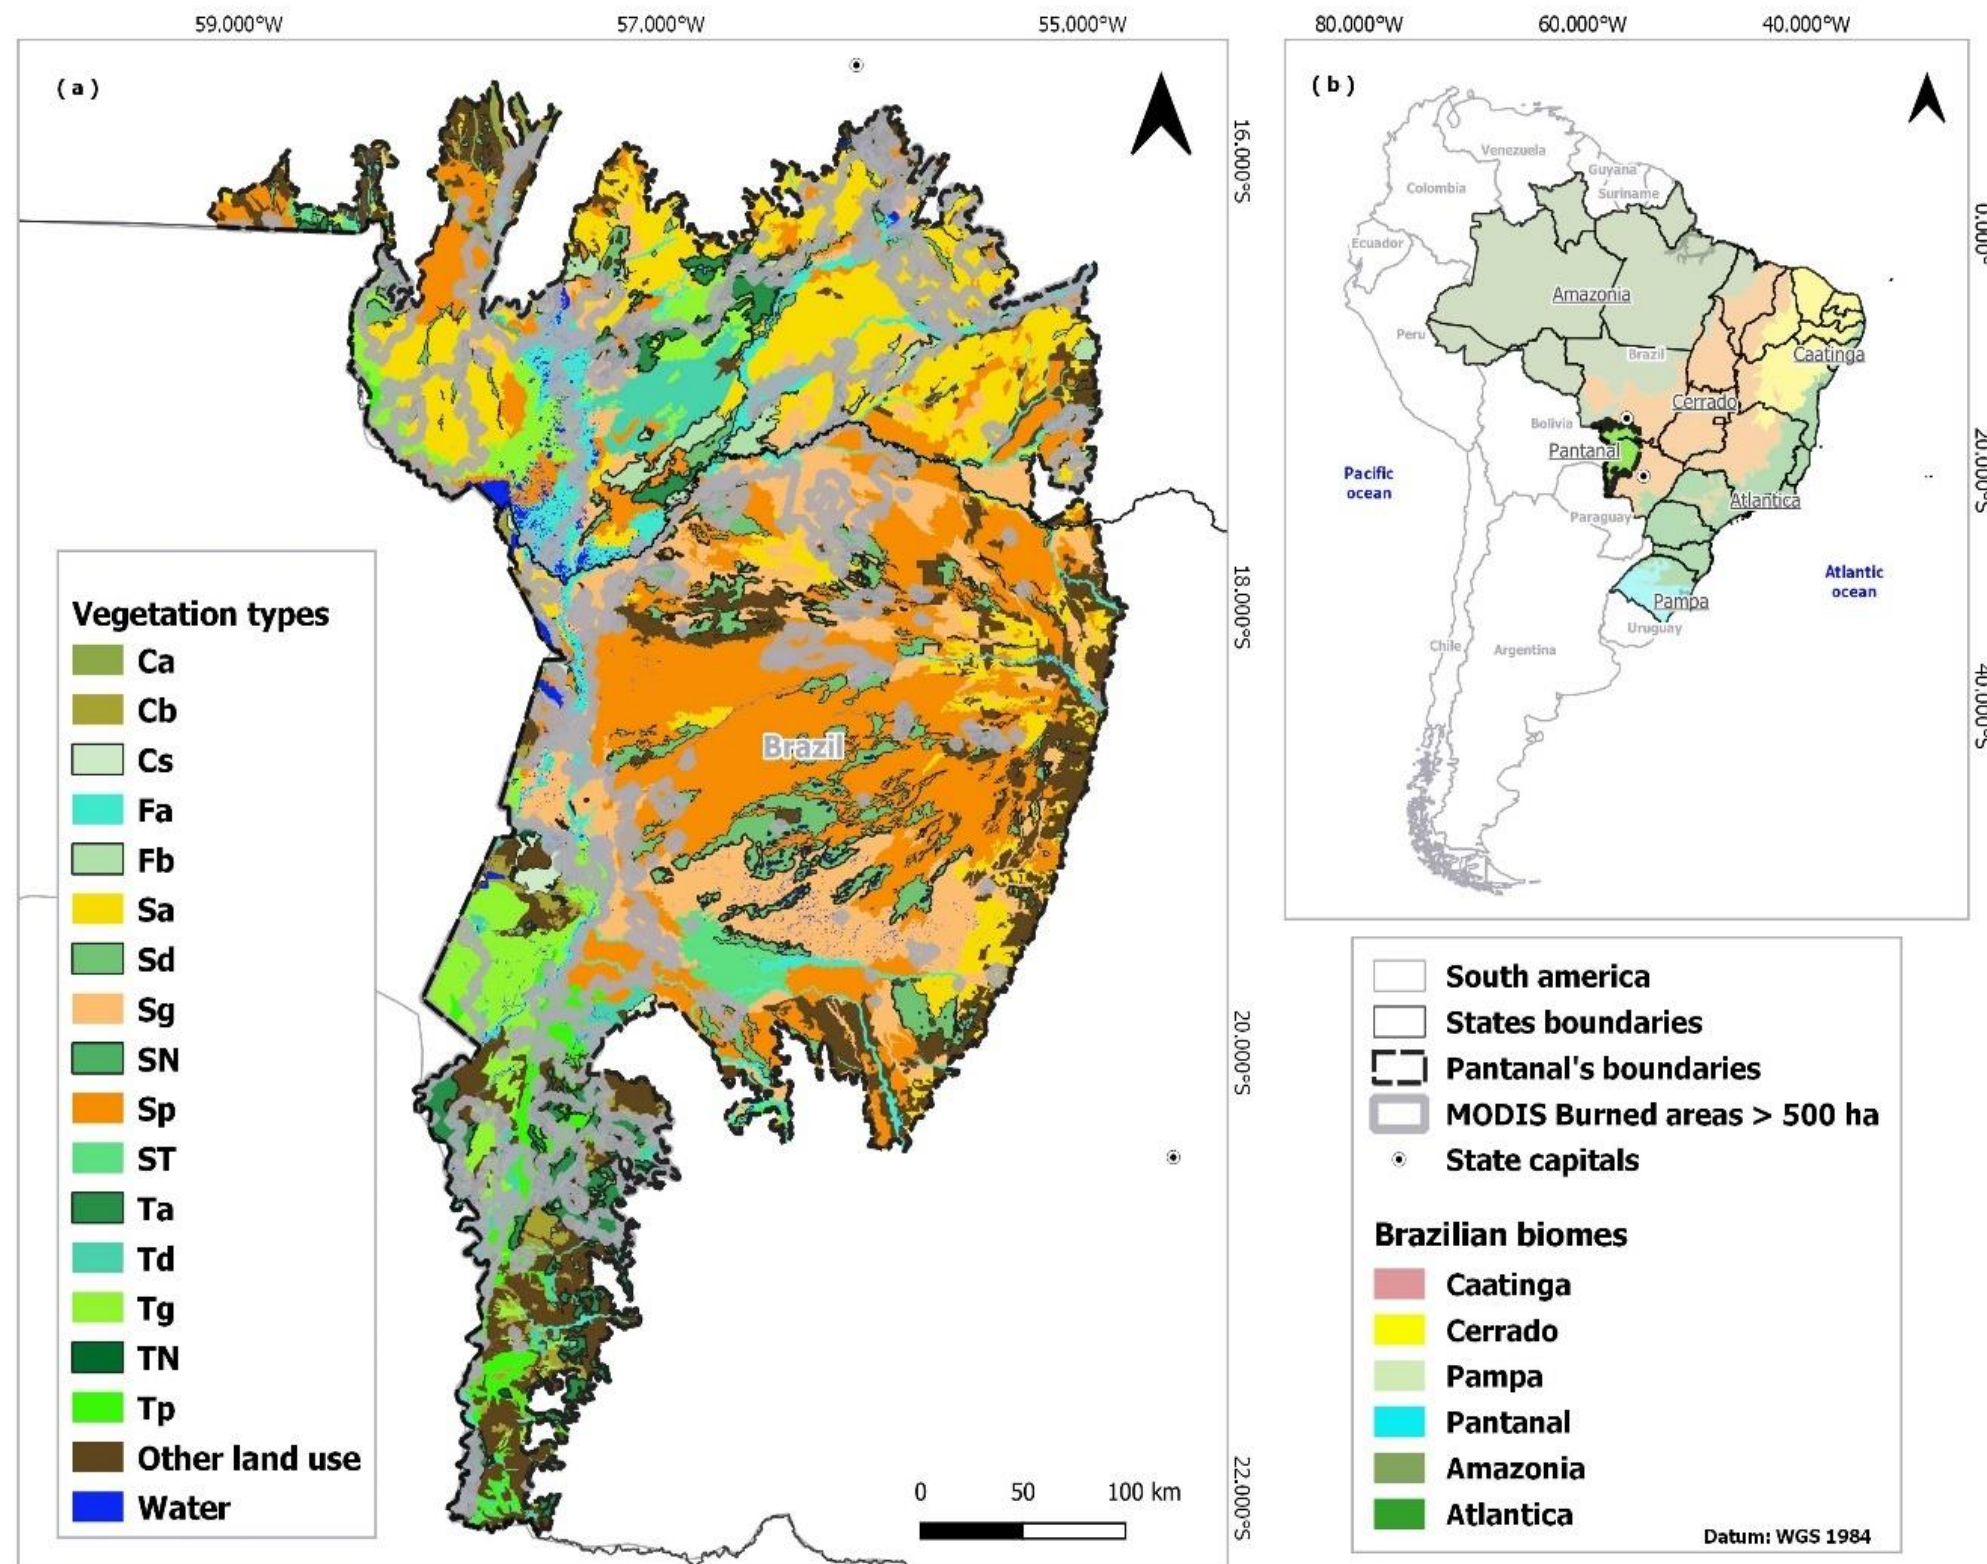 59.000°W
57.000°W
55.000°W
( a )
16.000°S
18.000°S
20.000°S
22.000°S
Brazil
Vegetation types
Ca
Cb
Cs
Fa
Fb
Sa
Sd
Sg
SN
Sp
ST
Ta
Td
Tg
TN
Tp
Other land use
Water
0 50 100 km
80.000°W
60.000°W
40.000°W
( b )
0.000°
20.000°S
40.000°S
Venezuela
Guyana
Suriname
Colombia
Ecuador
Amazonia
Peru
Brazil
Caatinga
Cerrado
Bolivia
Pantanal
Pacific
ocean
Atlantica
Paraguay
Atlantic
ocean
Pampa
Uruguay
Chile
Argentina
South america
States boundaries
Pantanal's boundaries
MODIS Burned areas > 500 ha
State capitals
Brazilian biomes
Caatinga
Cerrado
Pampa
Pantanal
Amazonia
Atlantica
Datum: WGS 1984